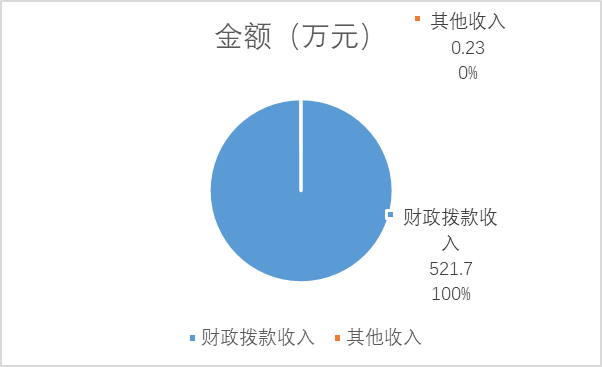 金额（万元）
其他收入
0.23
0%
财政拨款收
入
521.7
100%
财政拨款收入
其他收入